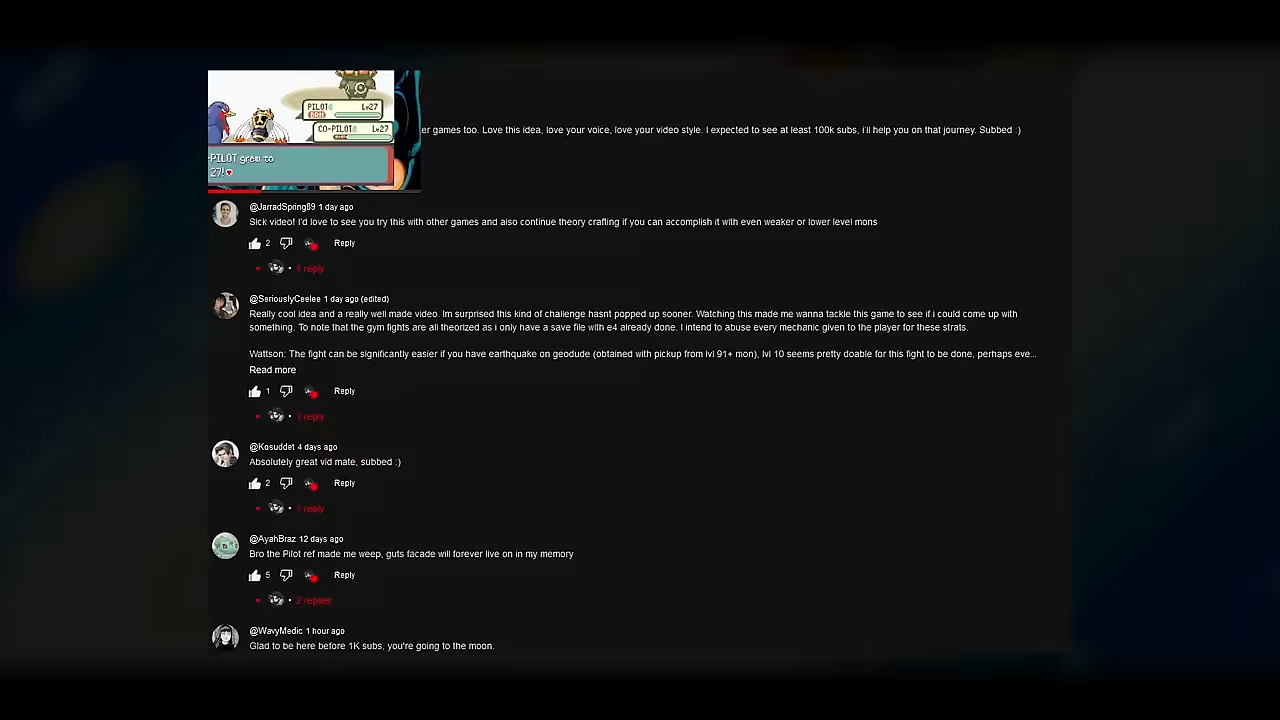 PILOT Lv27
BRN
CO-PILOT Lv27
-PILOT grew to
27!
er games too. Love this idea, love your voice, love your video style. I expected to see at least 100k subs, i'll help you on that journey. Subbed :)
@JarradSpring89 1 day ago
Sick video! I'd love to see you try this with other games and also continue theory crafting if you can accomplish it with even weaker or lower level mons
2 Reply
• 1 reply
@SeriouslyCeelee 1 day ago (edited)
Really cool idea and a really well made video. Im surprised this kind of challenge hasnt popped up sooner. Watching this made me wanna tackle this game to see if i could come up with
something. To note that the gym fights are all theorized as i only have a save file with e4 already done. I intend to abuse every mechanic given to the player for these strats.
Wattson: The fight can be significantly easier if you have earthquake on geodude (obtained with pickup from lvl 91+ mon), lvl 10 seems pretty doable for this fight to be done, perhaps eve...
Read more
1 Reply
• 1 reply
@Kosuddet 4 days ago
Absolutely great vid mate, subbed :)
2 Reply
• 1 reply
@AyahBraz 12 days ago
Bro the Pilot ref made me weep, guts facade will forever live on in my memory
5 Reply
• 2 replies
@WavyMedic 1 hour ago
Glad to be here before 1K subs, you're going to the moon.